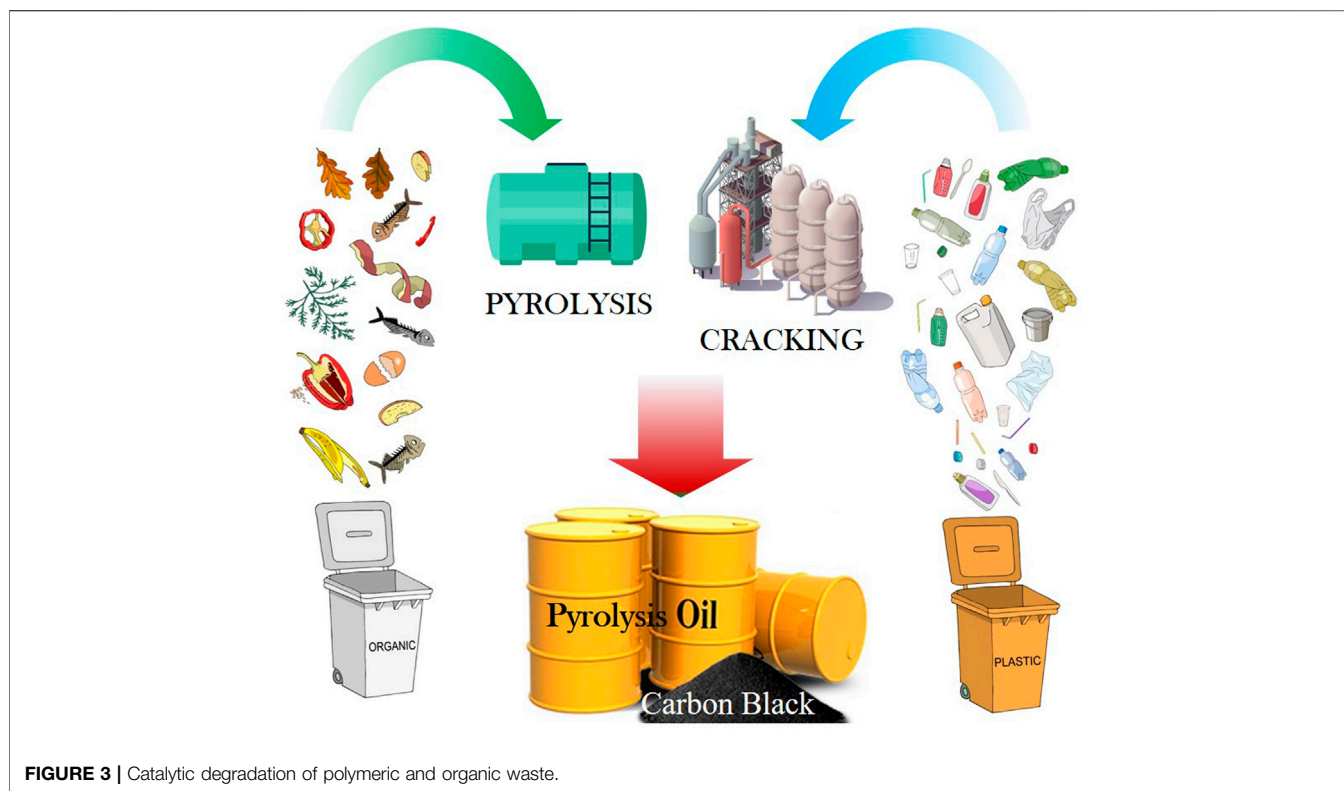 PYROLYSIS
CRACKING
Pyrolysis Oil
Carbon Black
ORGANIC
PLASTIC
FIGURE 3 | Catalytic degradation of polymeric and organic waste.